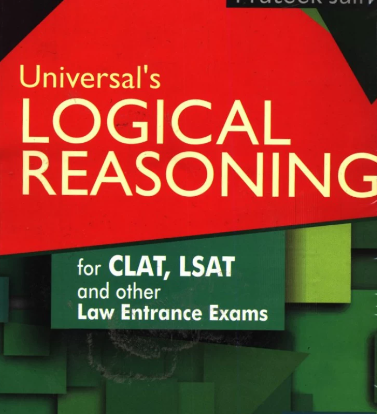 Universal's
LOGICAL
REASONING
for CLAT, LSAT
and other
Law Entrance Exams